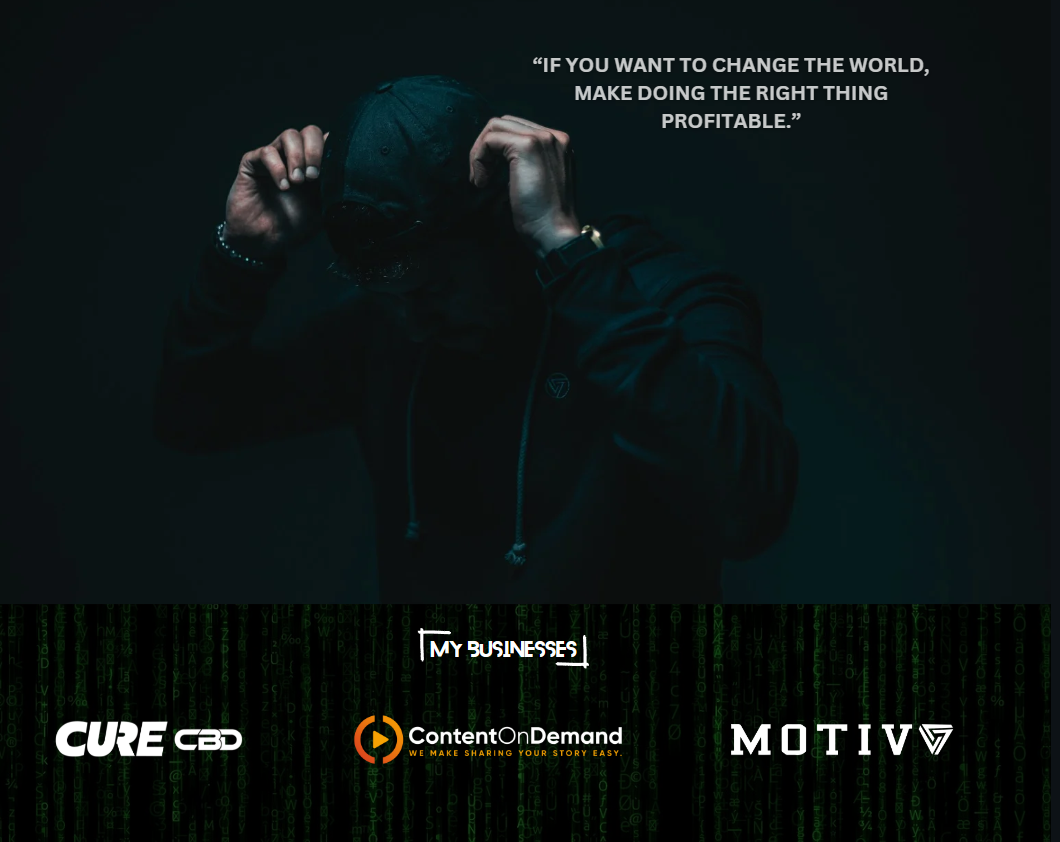 “IF YOU WANT TO CHANGE THE WORLD,
MAKE DOING THE RIGHT THING
PROFITABLE.”
MY BUSINESSES
CURE CBD
ContentOnDemand
WE MAKE SHARING YOUR STORY EASY.
MOTIV